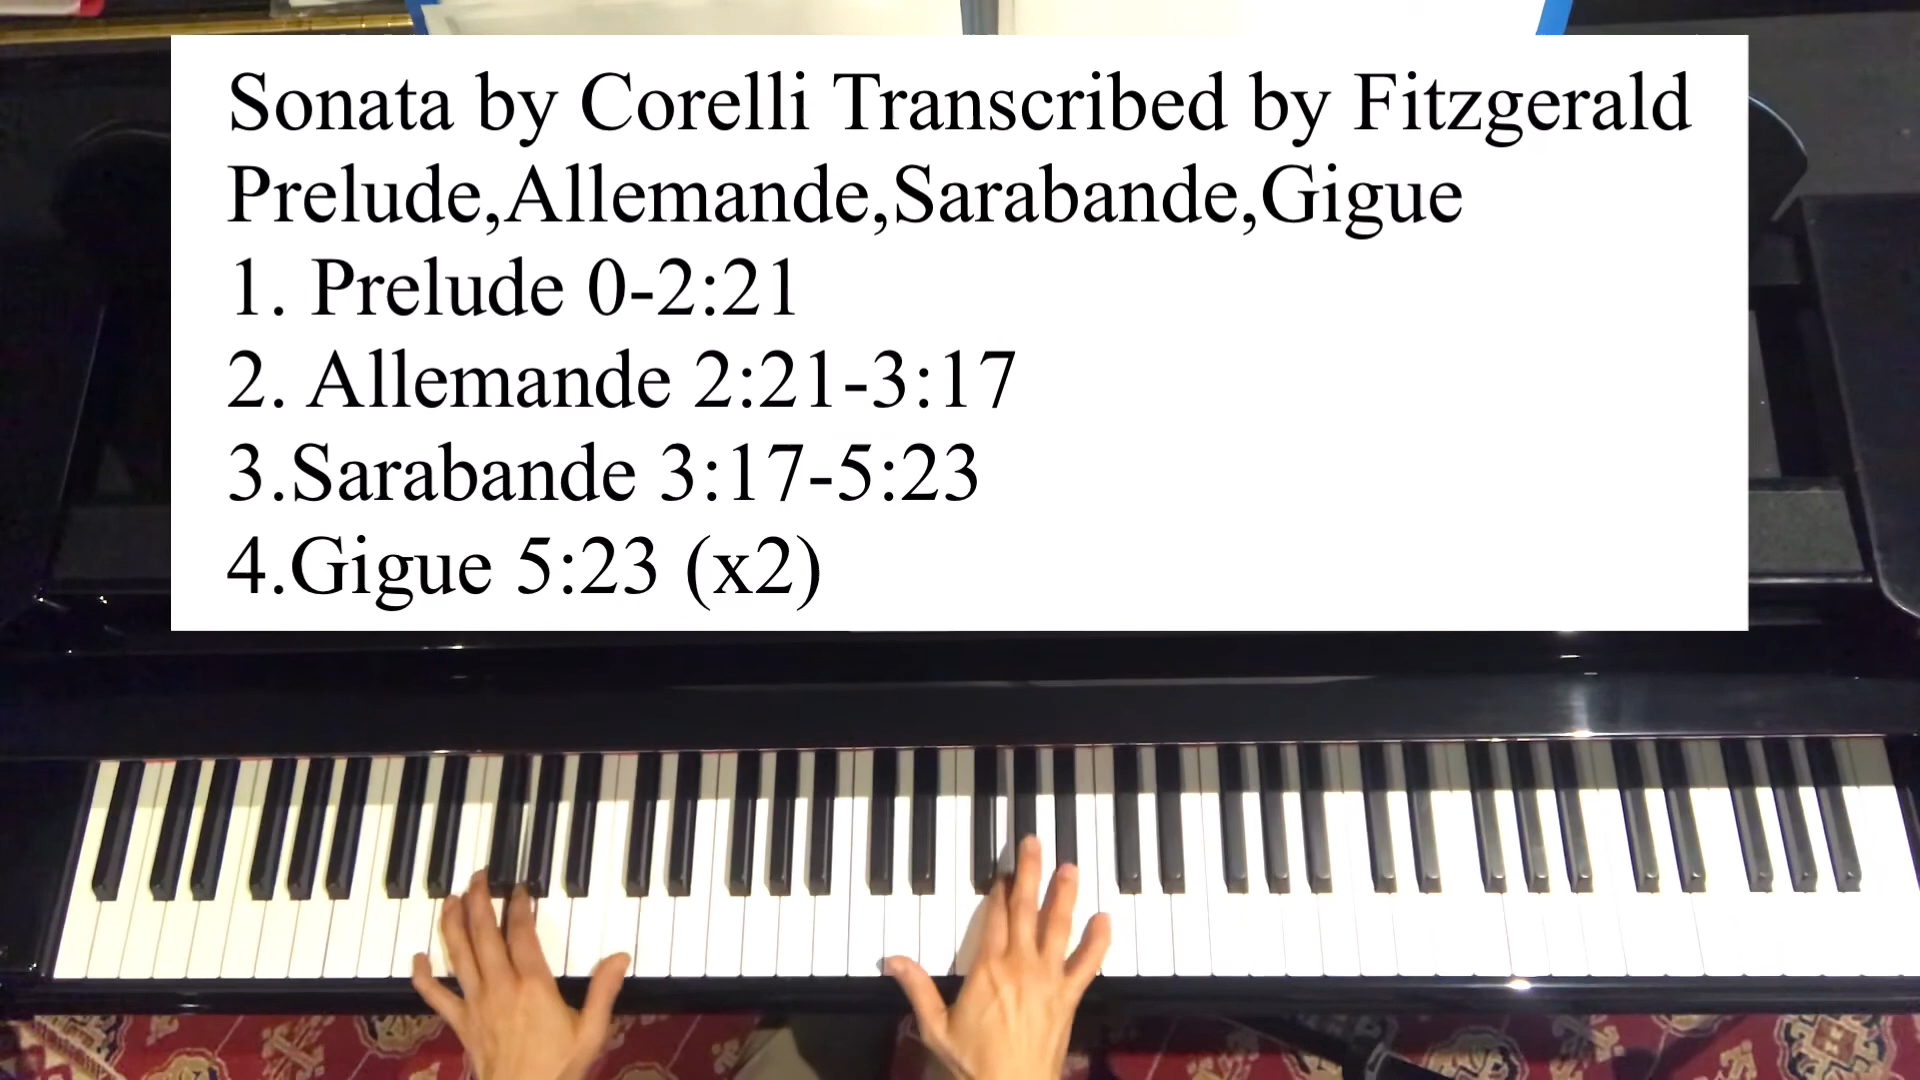 Sonata by Corelli Transcribed by Fitzgerald
Prelude,Allemande,Sarabande,Gigue
1. Prelude 0-2:21
2. Allemande 2:21-3:17
3.Sarabande 3:17-5:23
4.Gigue 5:23 (x2)